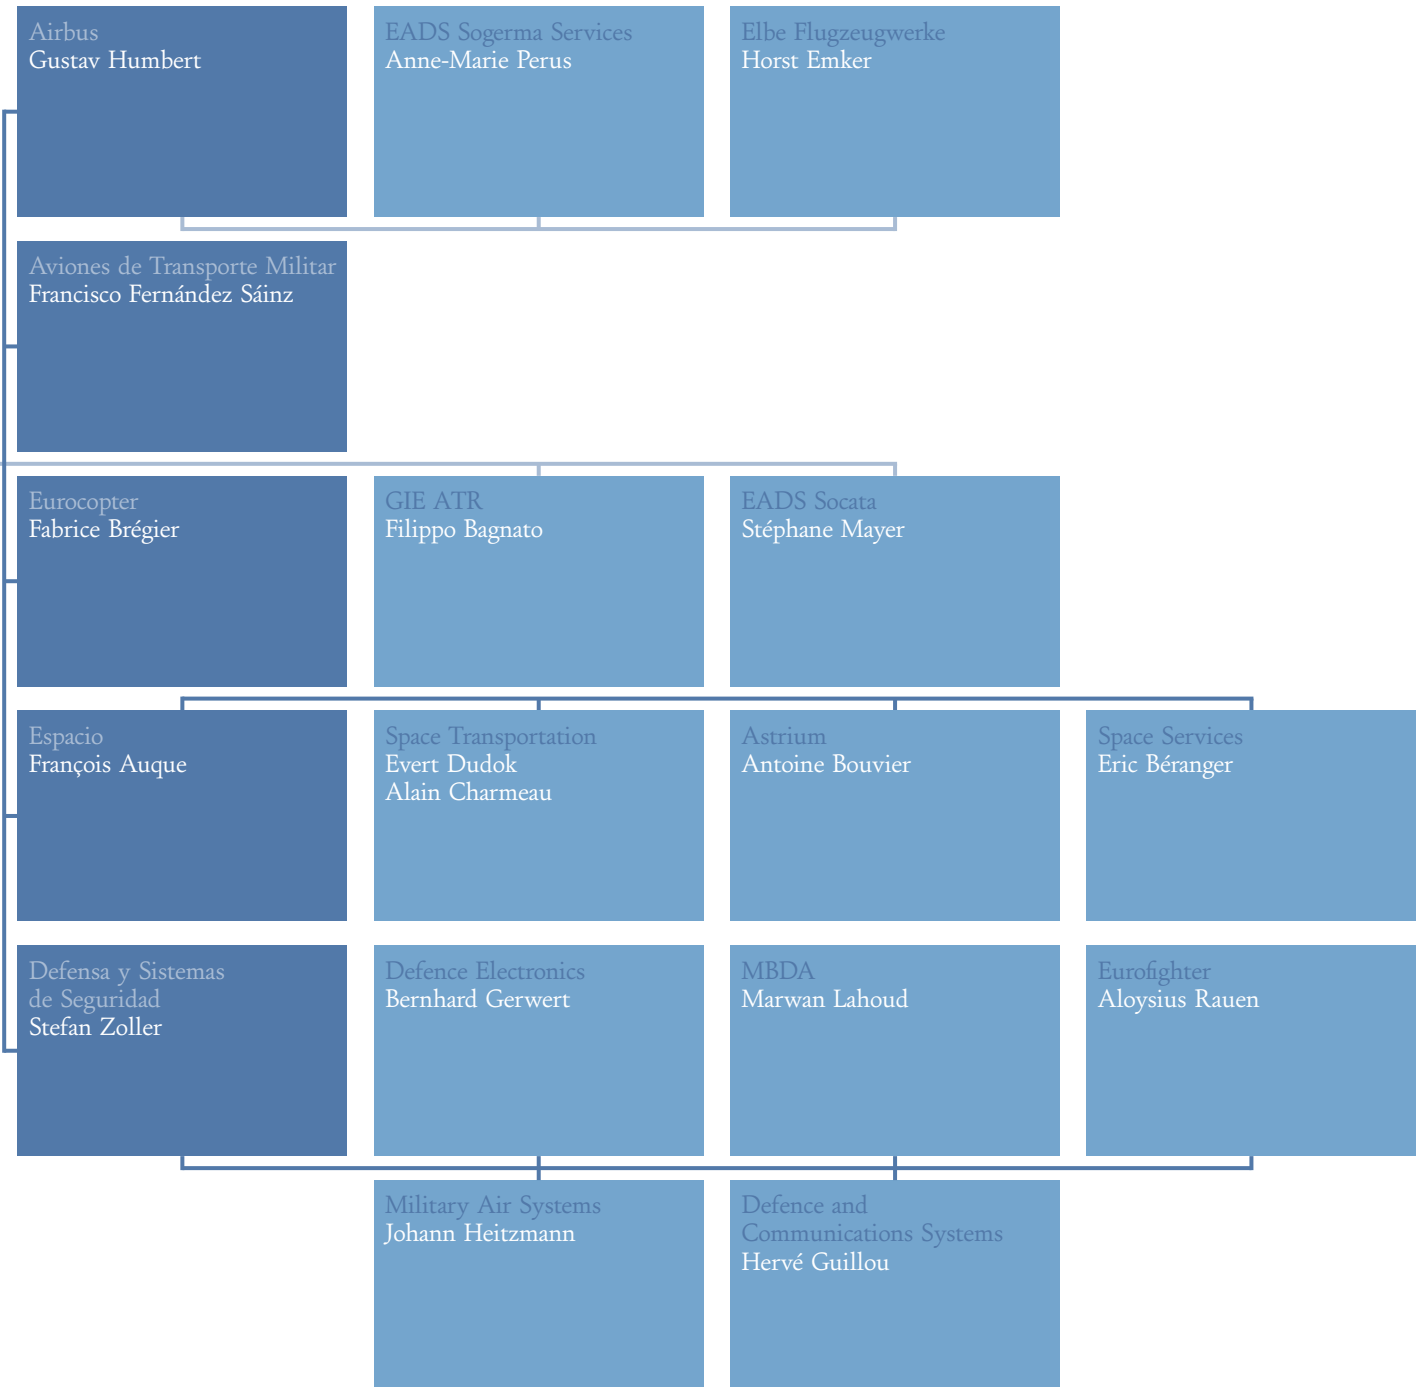 Airbus
Gustav Humbert
EADS Sogerma Services
Anne-Marie Perus
Elbe Flugzeugwerke
Horst Emker
Aviones de Transporte Militar
Francisco Fernández Sáinz
Eurocopter
Fabrice Brégier
GIE ATR
Filippo Bagnato
EADS Socata
Stéphane Mayer
Espacio
François Auque
Space Transportation
Evert Dudok
Alain Charmeau
Astrium
Antoine Bouvier
Space Services
Eric Béranger
Defensa y Sistemas
de Seguridad
Stefan Zoller
Defence Electronics
Bernhard Gerwert
MBDA
Marwan Lahoud
Eurofighter
Aloysius Rauen
Military Air Systems
Johann Heitzmann
Defence and
Communications Systems
Hervé Guillou